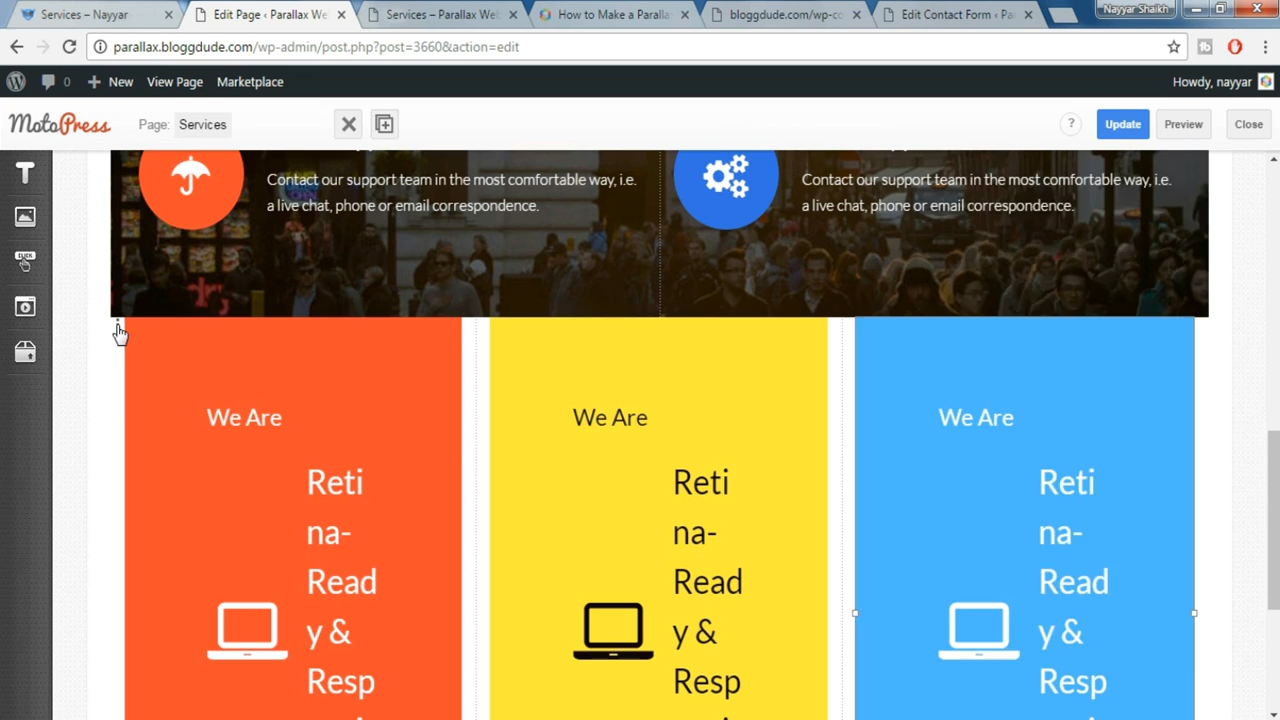 Services – Nayyar
Edit Page ‹ Parallax We
Services – Parallax Web
How to Make a Paralla
bloggdude.com/wp-co
Edit Contact Form ‹ Pa
Nayyar Shaikh
parallax.bloggdude.com/wp-admin/post.php?post=3660&action=edit
0
New
View Page
Marketplace
Howdy, nayyar
MotoPress
Page:
Services
?
Update
Preview
Close
T
CLICK
Contact our support team in the most comfortable way, i.e.
a live chat, phone or email correspondence.
Contact our support team in the most comfortable way, i.e.
a live chat, phone or email correspondence.
We Are
Reti
na-
Read
y &
Resp
We Are
Reti
na-
Read
y &
Resp
We Are
Reti
na-
Read
y &
Resp